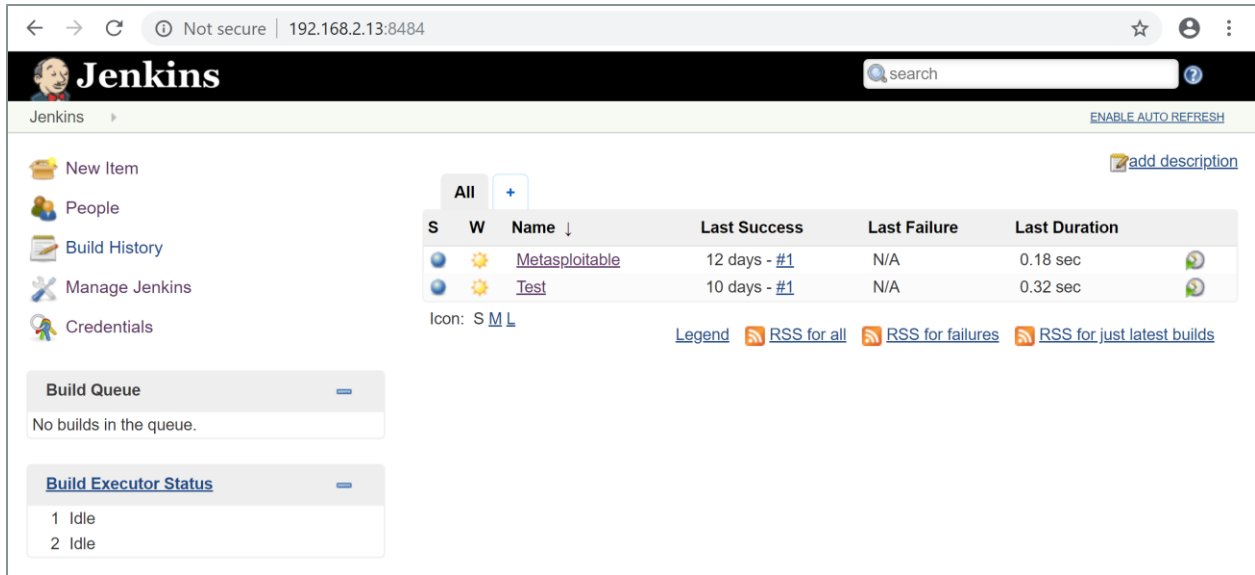 Not secure | 192.168.2.13:8484
Jenkins
search
Jenkins
ENABLE AUTO REFRESH
New Item
People
Build History
Manage Jenkins
Credentials
add description
All +
S W Name ↓ Last Success Last Failure Last Duration
Metasploitable 12 days - #1 N/A 0.18 sec
Test 10 days - #1 N/A 0.32 sec
Icon: S M L
Legend RSS for all RSS for failures RSS for just latest builds
Build Queue
No builds in the queue.
Build Executor Status
1 Idle
2 Idle